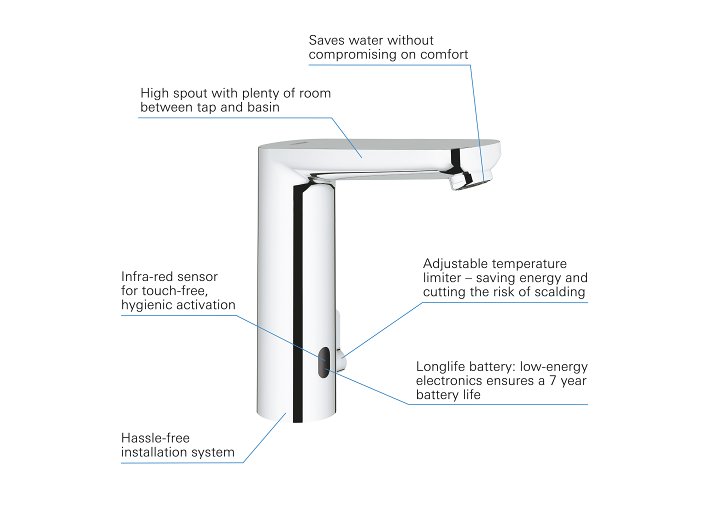 Saves water without
compromising on comfort
High spout with plenty of room
between tap and basin
Infra-red sensor
for touch-free,
hygienic activation
Adjustable temperature
limiter – saving energy and
cutting the risk of scalding
Longlife battery: low-energy
electronics ensures a 7 year
battery life
Hassle-free
installation system